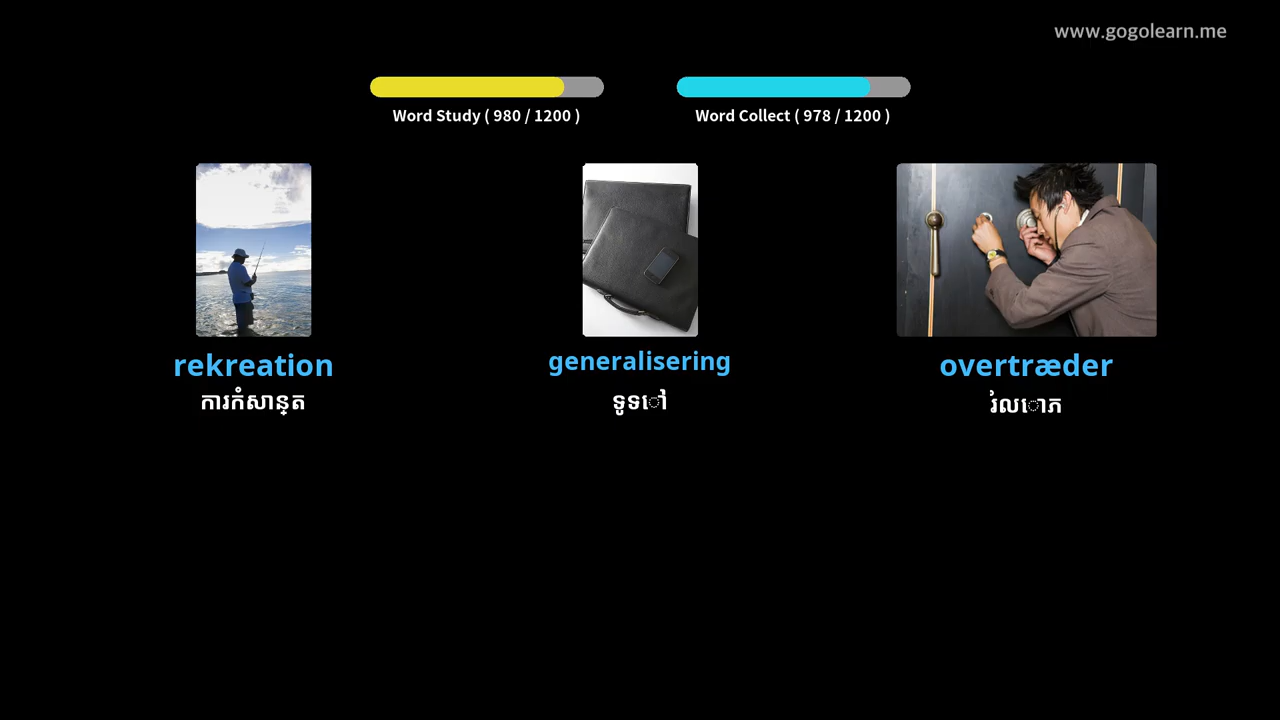 www.gogolearn.me
Word Study ( 980 / 1200 )
Word Collect ( 978 / 1200 )
rekreation
generalisering
overtræder
ការកំសាន្ត
ទូទៅ
រំលោភ